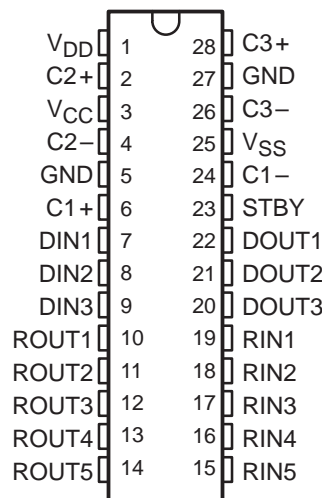 VDD 1 28 C3+
C2+ 2 27 GND
VCC 3 26 C3−
C2− 4 25 VSS
GND 5 24 C1−
C1+ 6 23 STBY
DIN1 7 22 DOUT1
DIN2 8 21 DOUT2
DIN3 9 20 DOUT3
ROUT1 10 19 RIN1
ROUT2 11 18 RIN2
ROUT3 12 17 RIN3
ROUT4 13 16 RIN4
ROUT5 14 15 RIN5